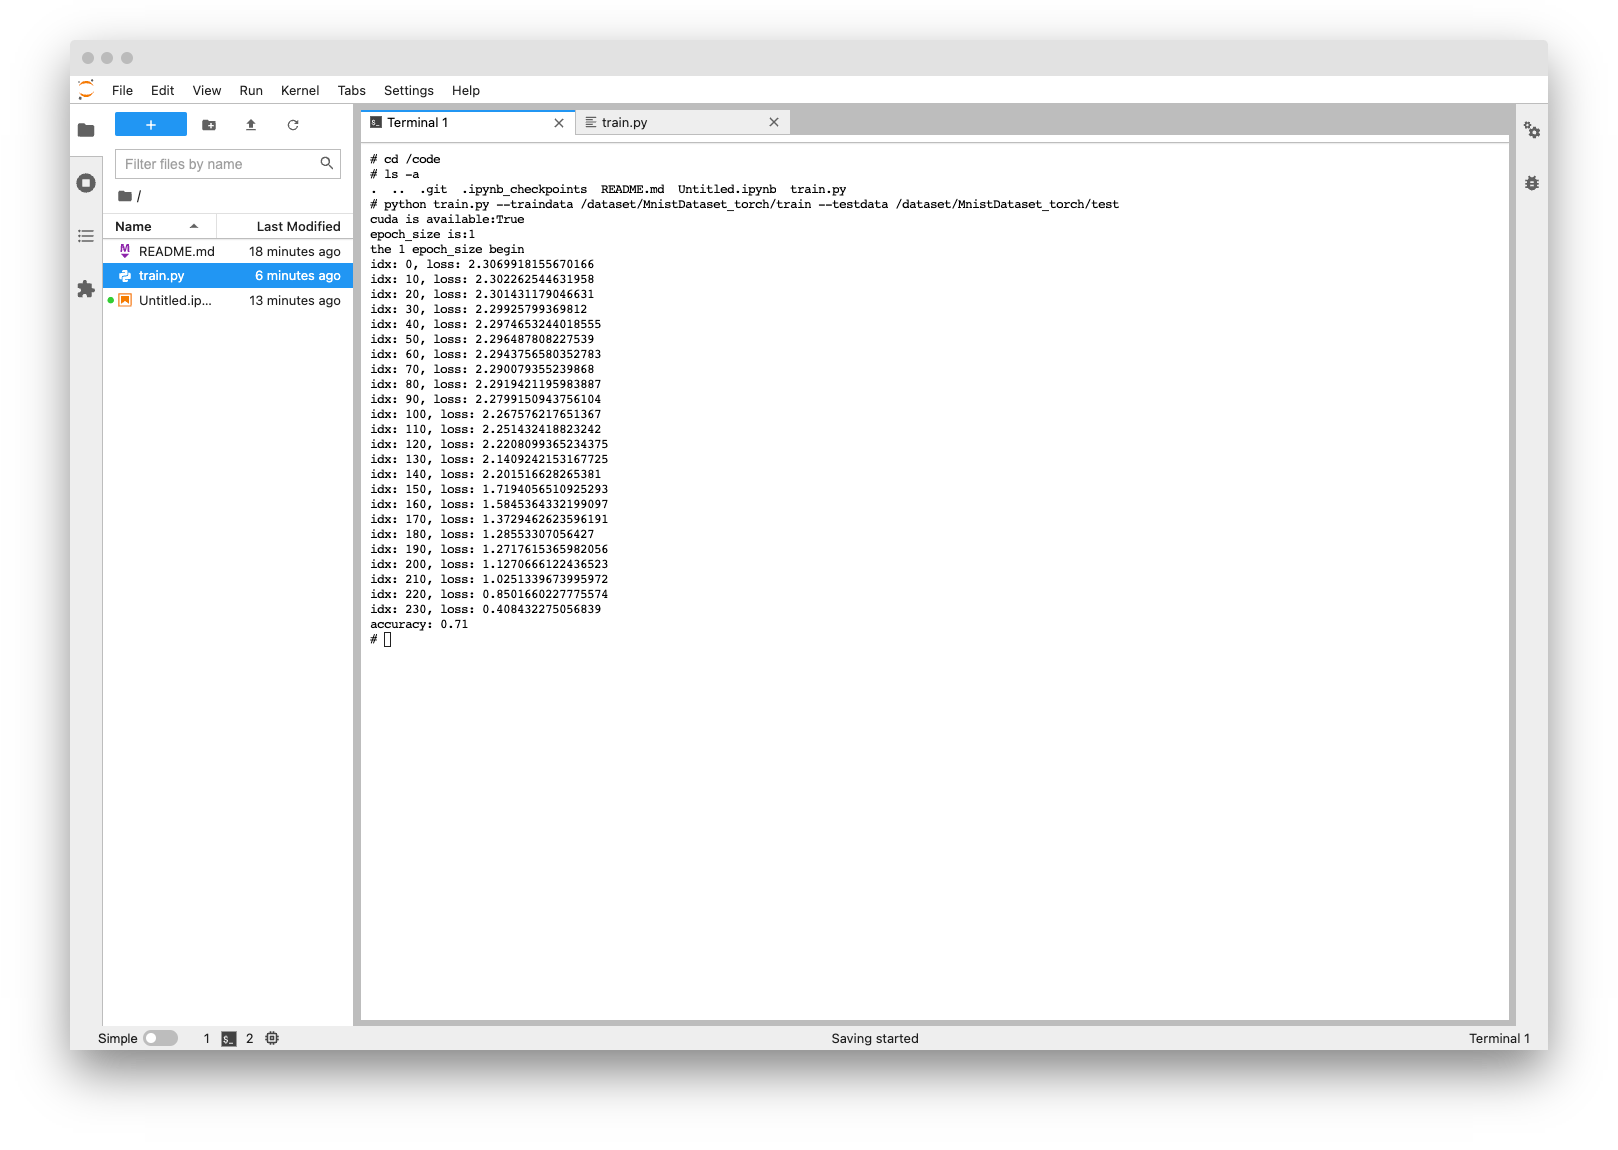 File Edit View Run Kernel Tabs Settings Help
Filter files by name
/
Name Last Modified
README.md 18 minutes ago
train.py 6 minutes ago
Untitled.ip... 13 minutes ago
Terminal 1 train.py
# cd /code
# ls -a
. .. .git .ipynb_checkpoints README.md Untitled.ipynb train.py
# python train.py --traindata /dataset/MnistDataset_torch/train --testdata /dataset/MnistDataset_torch/test
cuda is available:True
epoch_size is:1
the 1 epoch_size begin
idx: 0, loss: 2.3069918155670166
idx: 10, loss: 2.302262544631958
idx: 20, loss: 2.301431179046631
idx: 30, loss: 2.29925799369812
idx: 40, loss: 2.2974653244018555
idx: 50, loss: 2.296487808227539
idx: 60, loss: 2.2943756580352783
idx: 70, loss: 2.290079355239868
idx: 80, loss: 2.2919421195983887
idx: 90, loss: 2.2799150943756104
idx: 100, loss: 2.267576217651367
idx: 110, loss: 2.251432418823242
idx: 120, loss: 2.2208099365234375
idx: 130, loss: 2.1409242153167725
idx: 140, loss: 2.201516628265381
idx: 150, loss: 1.7194056510925293
idx: 160, loss: 1.5845364332199097
idx: 170, loss: 1.3729462623596191
idx: 180, loss: 1.28553307056427
idx: 190, loss: 1.2717615365982056
idx: 200, loss: 1.1270666122436523
idx: 210, loss: 1.0251339673995972
idx: 220, loss: 0.8501660227775574
idx: 230, loss: 0.408432275056839
accuracy: 0.71
#
Simple 1 $_ 2 Saving started Terminal 1